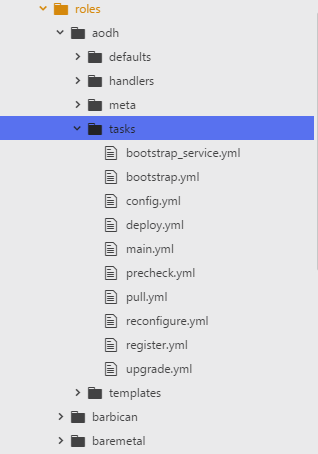 roles
aodh
defaults
handlers
meta
tasks
bootstrap_service.yml
bootstrap.yml
config.yml
deploy.yml
main.yml
precheck.yml
pull.yml
reconfigure.yml
register.yml
upgrade.yml
templates
barbican
baremetal